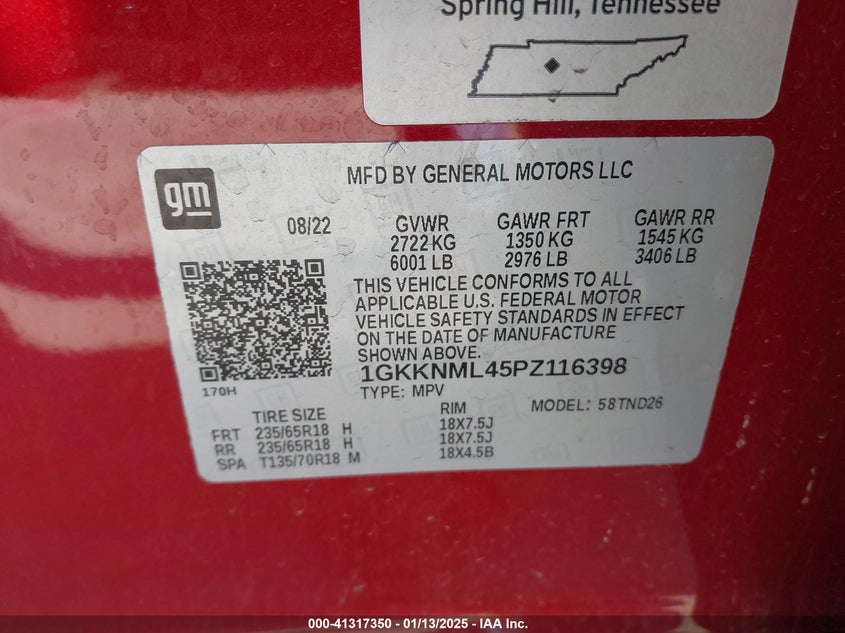 Spring Hill, Tennessee
gm
MFD BY GENERAL MOTORS LLC
08/22
GVWR GAWR FRT GAWR RR
2722 KG 1350 KG 1545 KG
6001 LB 2976 LB 3406 LB
THIS VEHICLE CONFORMS TO ALL
APPLICABLE U.S. FEDERAL MOTOR
VEHICLE SAFETY STANDARDS IN EFFECT
ON THE DATE OF MANUFACTURE
SHOWN ABOVE.
1GKKNML45PZ116398
170H
TYPE: MPV
MODEL: 58TND26
TIRE SIZE RIM
FRT 235/65R18 H 18X7.5J
RR 235/65R18 H 18X7.5J
SPA T135/70R18 M 18X4.5B
000-41317350 - 01/13/2025 - IAA Inc.